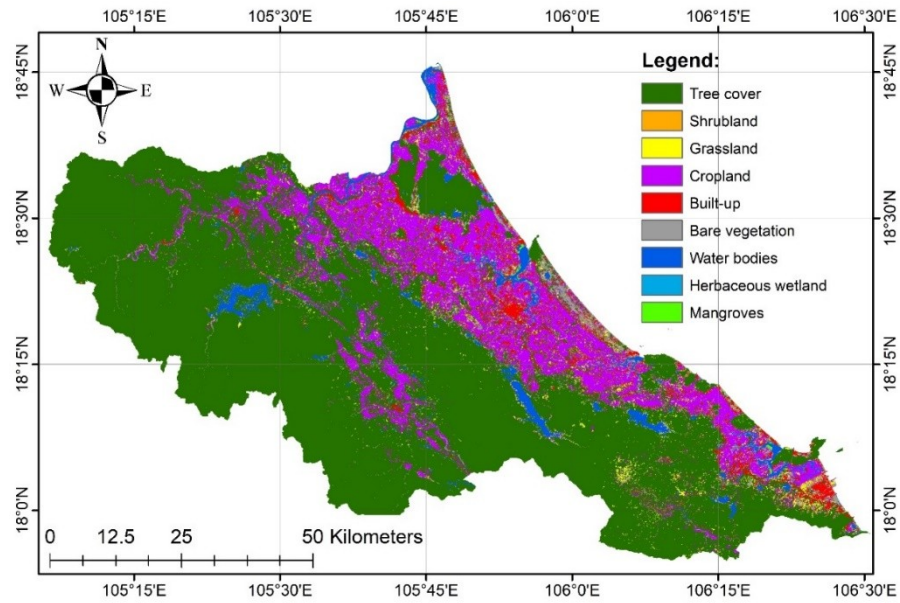 105°15'E 105°30'E 105°45'E 106°0'E 106°15'E 106°30'E
N
W E
S
Legend:
Tree cover
Shrubland
Grassland
Cropland
Built-up
Bare vegetation
Water bodies
Herbaceous wetland
Mangroves
18°45'N 18°45'N
18°30'N 18°30'N
18°15'N 18°15'N
18°0'N 18°0'N
0 12.5 25 50 Kilometers
105°15'E 105°30'E 105°45'E 106°0'E 106°15'E 106°30'E